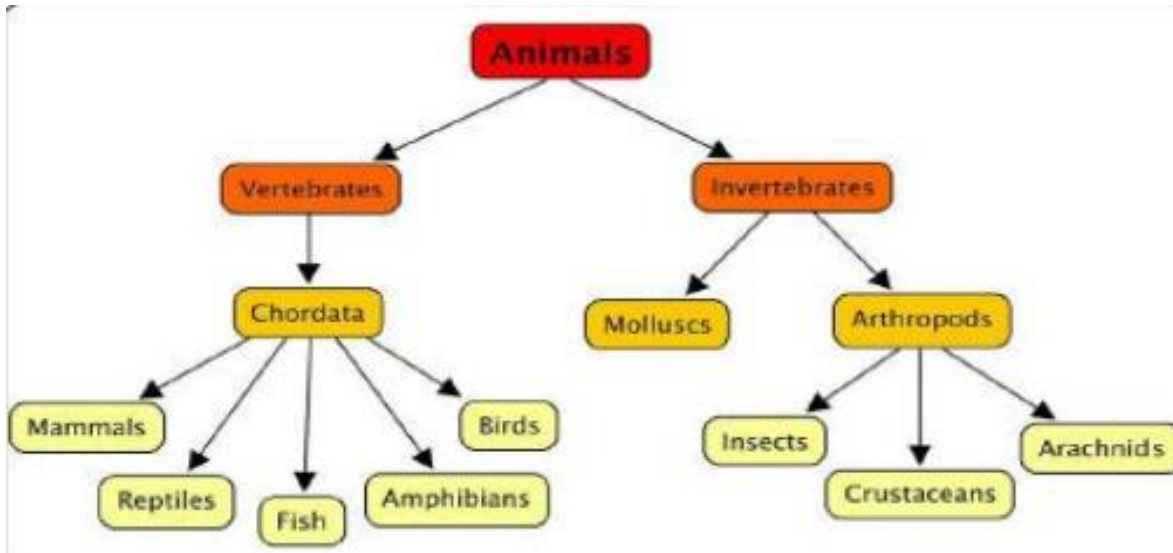 Animals
Vertebrates
Invertebrates
Chordata
Molluscs
Arthropods
Mammals
Reptiles
Fish
Amphibians
Birds
Insects
Crustaceans
Arachnids